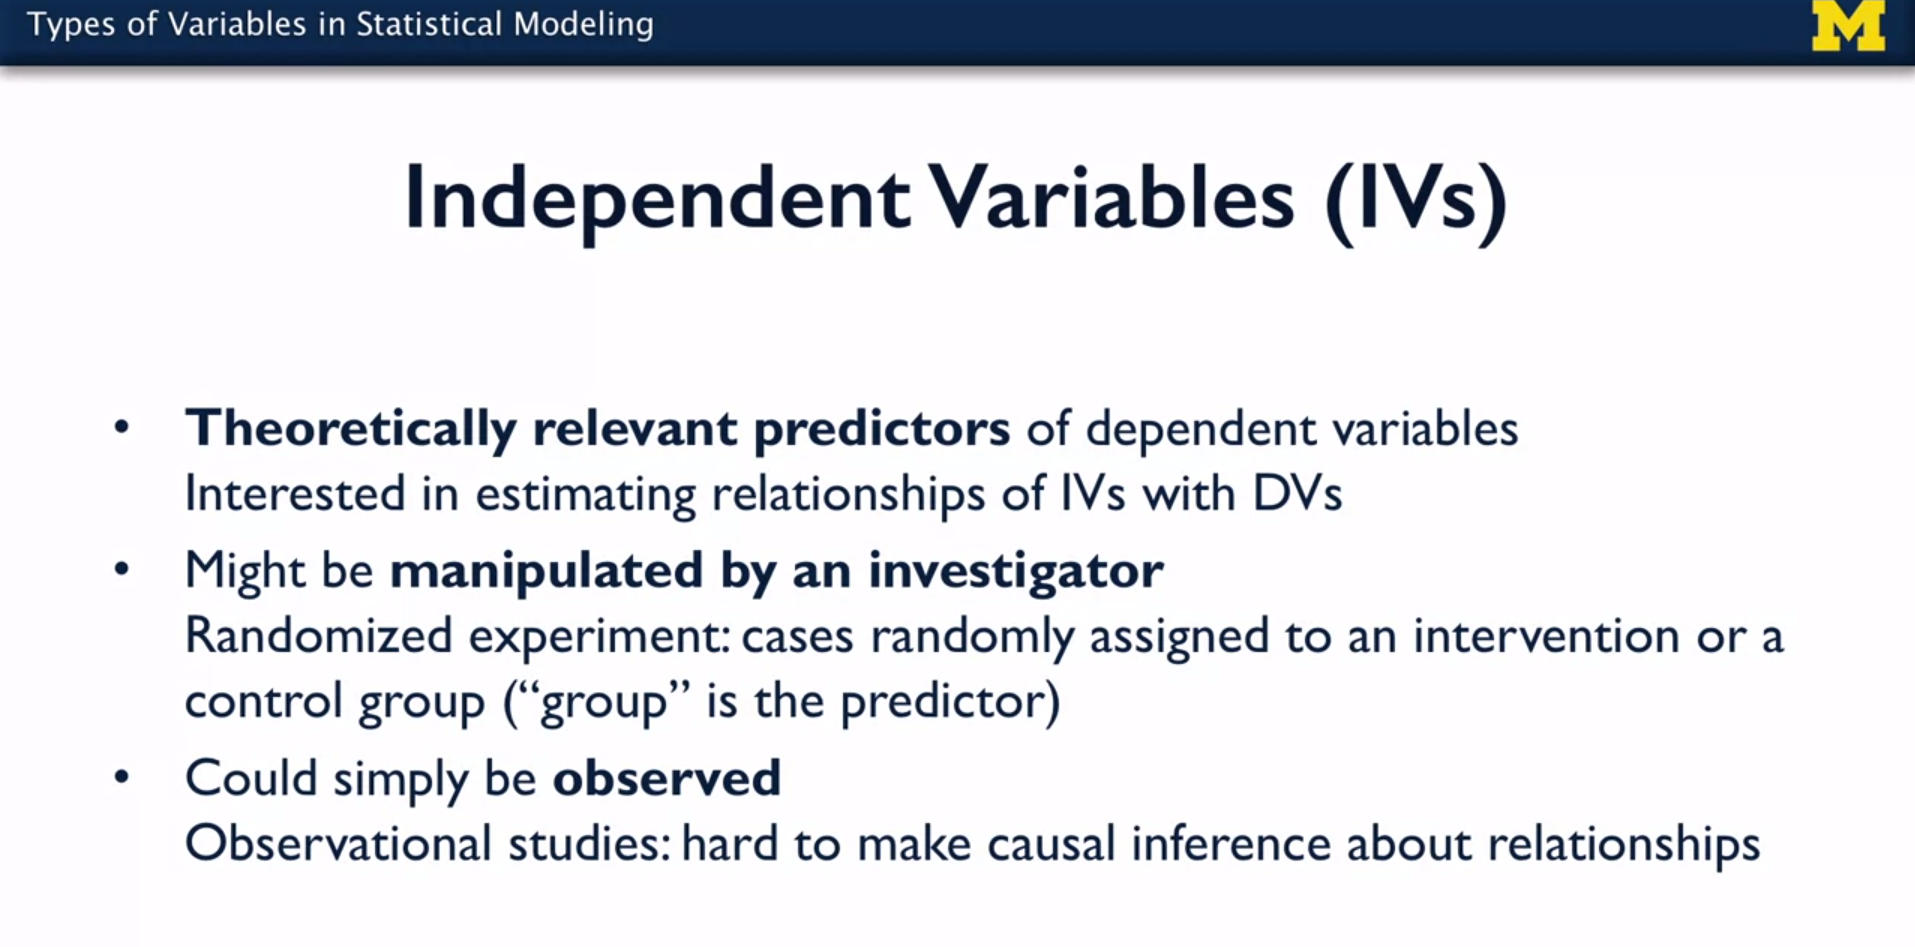 Types of Variables in Statistical Modeling
M
Independent Variables (IVs)
• Theoretically relevant predictors of dependent variables
Interested in estimating relationships of IVs with DVs
• Might be manipulated by an investigator
Randomized experiment: cases randomly assigned to an intervention or a
control group (“group” is the predictor)
• Could simply be observed
Observational studies: hard to make causal inference about relationships